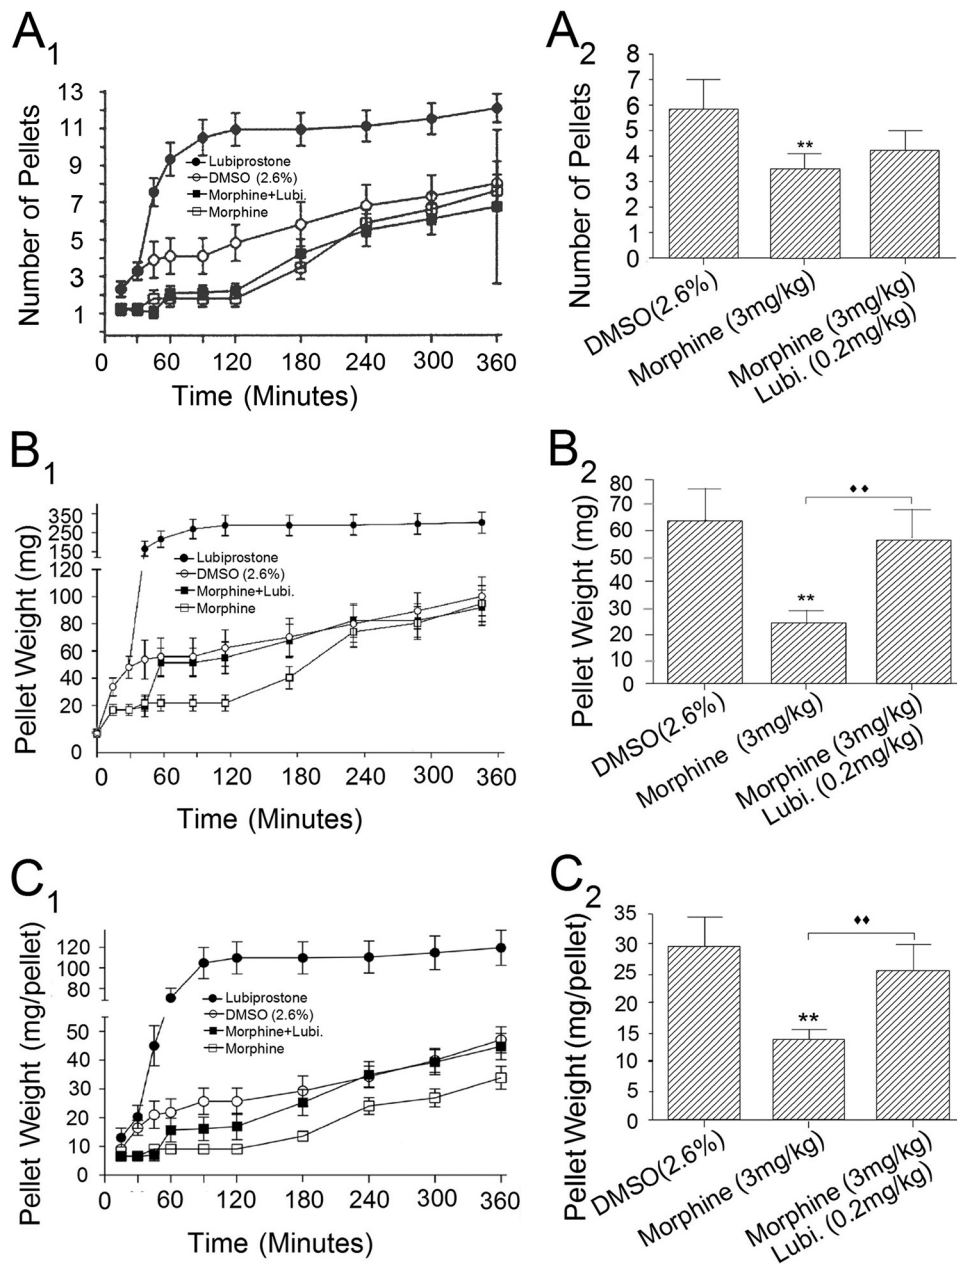 A1
Number of Pellets
13
11
9
7
5
3
1
Lubiprostone
DMSO (2.6%)
Morphine+Lubi.
Morphine
0 60 60 120 180 240 300 360
Time (Minutes)
A2
Number of Pellets
8
7
6
5
4
3
2
1
0
**
DMSO(2.6%)
Morphine (3mg/kg)
Morphine (3mg/kg)
Lubi. (0.2mg/kg)
B1
Pellet Weight (mg)
350
250
150
120
100
80
60
40
20
0
Lubiprostone
DMSO (2.6%)
Morphine+Lubi.
Morphine
0 60 120 180 240 300 360
Time (Minutes)
B2
Pellet Weight (mg)
80
70
60
50
40
30
20
10
0
**
♦♦
DMSO(2.6%)
Morphine (3mg/kg)
Morphine (3mg/kg)
Lubi. (0.2mg/kg)
C1
Pellet Weight (mg/pellet)
120
100
80
50
40
30
20
10
0
Lubiprostone
DMSO (2.6%)
Morphine+Lubi.
Morphine
0 60 120 180 240 300 360
Time (Minutes)
C2
Pellet Weight (mg/pellet)
35
30
25
20
15
10
5
0
**
♦♦
DMSO(2.6%)
Morphine (3mg/kg)
Morphine (3mg/kg)
Lubi. (0.2mg/kg)